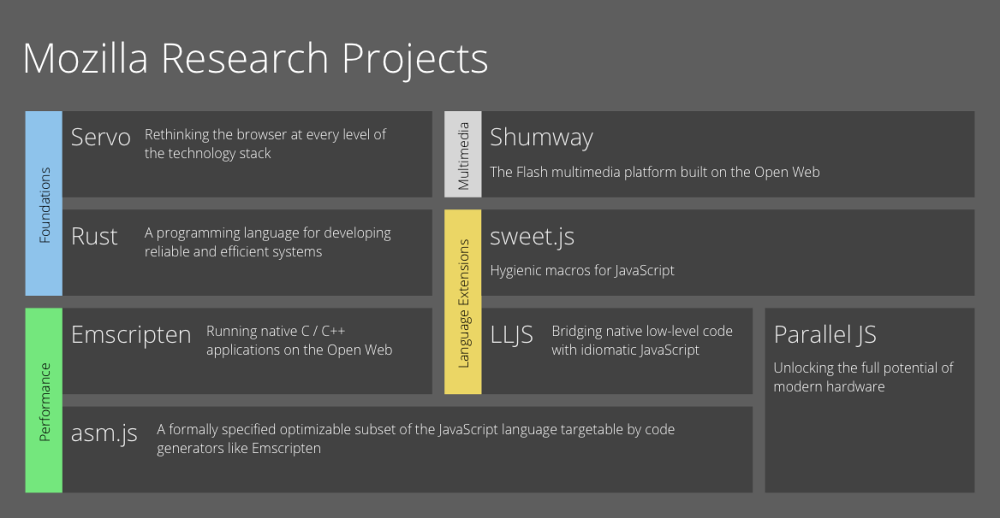 Mozilla Research Projects
Foundations
Servo
Rethinking the browser at every level of
the technology stack
Rust
A programming language for developing
reliable and efficient systems
Multimedia
Shumway
The Flash multimedia platform built on the Open Web
Language Extensions
sweet.js
Hygienic macros for JavaScript
LLJS
Bridging native low-level code
with idiomatic JavaScript
Performance
Emscripten
Running native C / C++
applications on the Open Web
asm.js
A formally specified optimizable subset of the JavaScript language targetable by code
generators like Emscripten
Parallel JS
Unlocking the full potential of
modern hardware